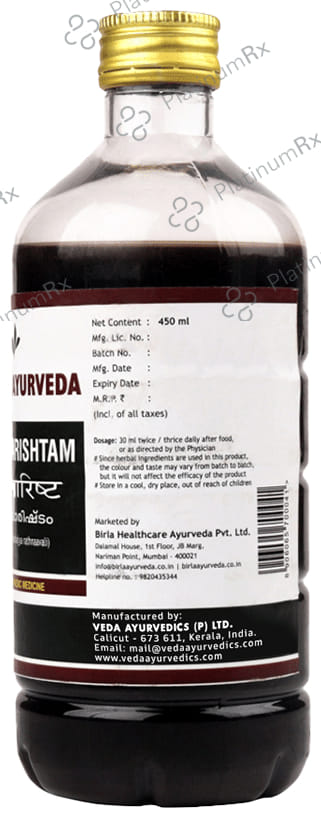 PlatinumRx
AYURVEDA
RISHTAM
ayurvedic MEDICINE
Net Content : 450 ml
Mfg. Lic. No. :
Batch No. :
Mfg. Date :
Expiry Date :
M.R.P. ₹ :
(Incl. of all taxes)
Dosage: 30 ml twice / thrice daily after food,
or as directed by the Physician
# Since herbal ingredients are used in this product,
the colour and taste may vary from batch to batch,
but it will not affect the efficacy of the product
# Store in a cool, dry place, out of reach of children
Marketed by
Birla Healthcare Ayurveda Pvt. Ltd.
Dalamal House, 1st Floor, JB Marg,
Nariman Point, Mumbai - 400021
info@birlaayurveda.co.in | birlaayurveda.co.in
Helpline no. : 9820435344
Manufactured by:
VEDA AYURVEDICS (P) LTD.
Calicut - 673 611, Kerala, India.
Email: mail@vedaayurvedics.com
www.vedaayurvedics.com